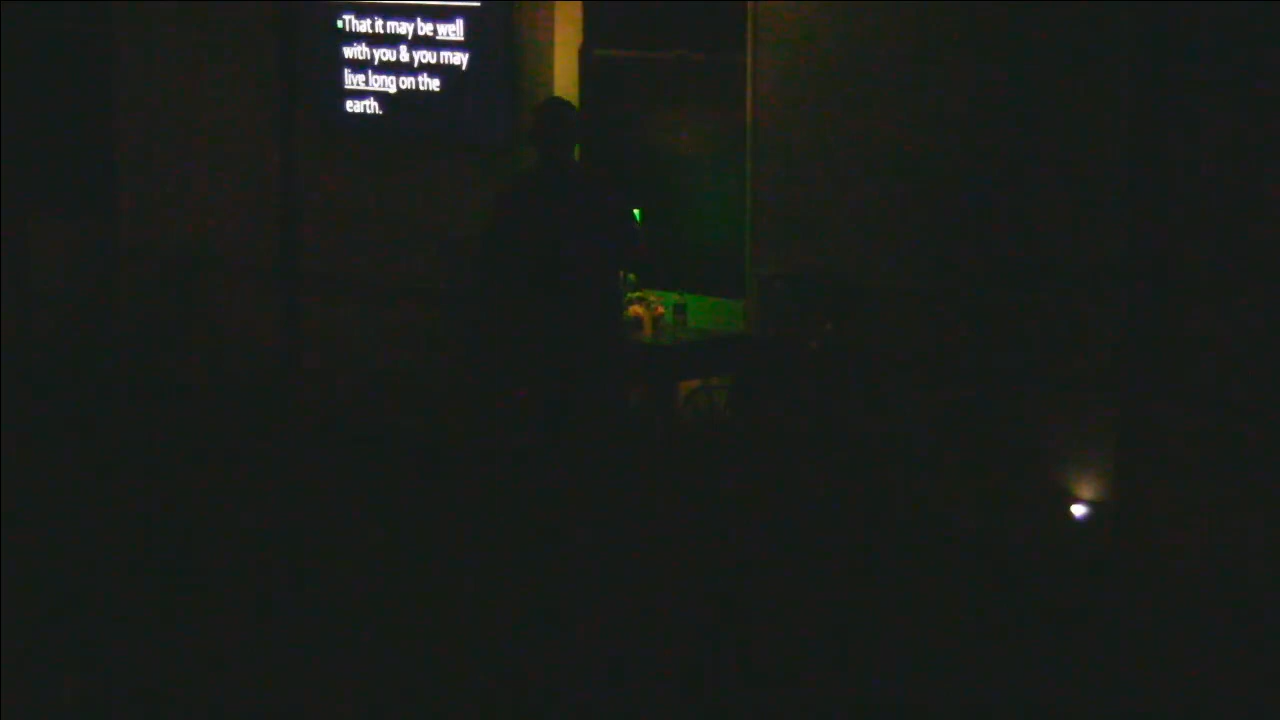 That it may be well
with you & you may
live long on the
earth.